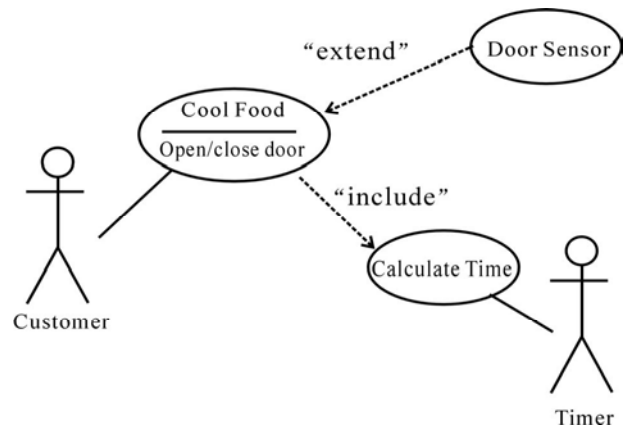 “extend”
Door Sensor
Cool Food
Open/close door
“include”
Calculate Time
Customer
Timer